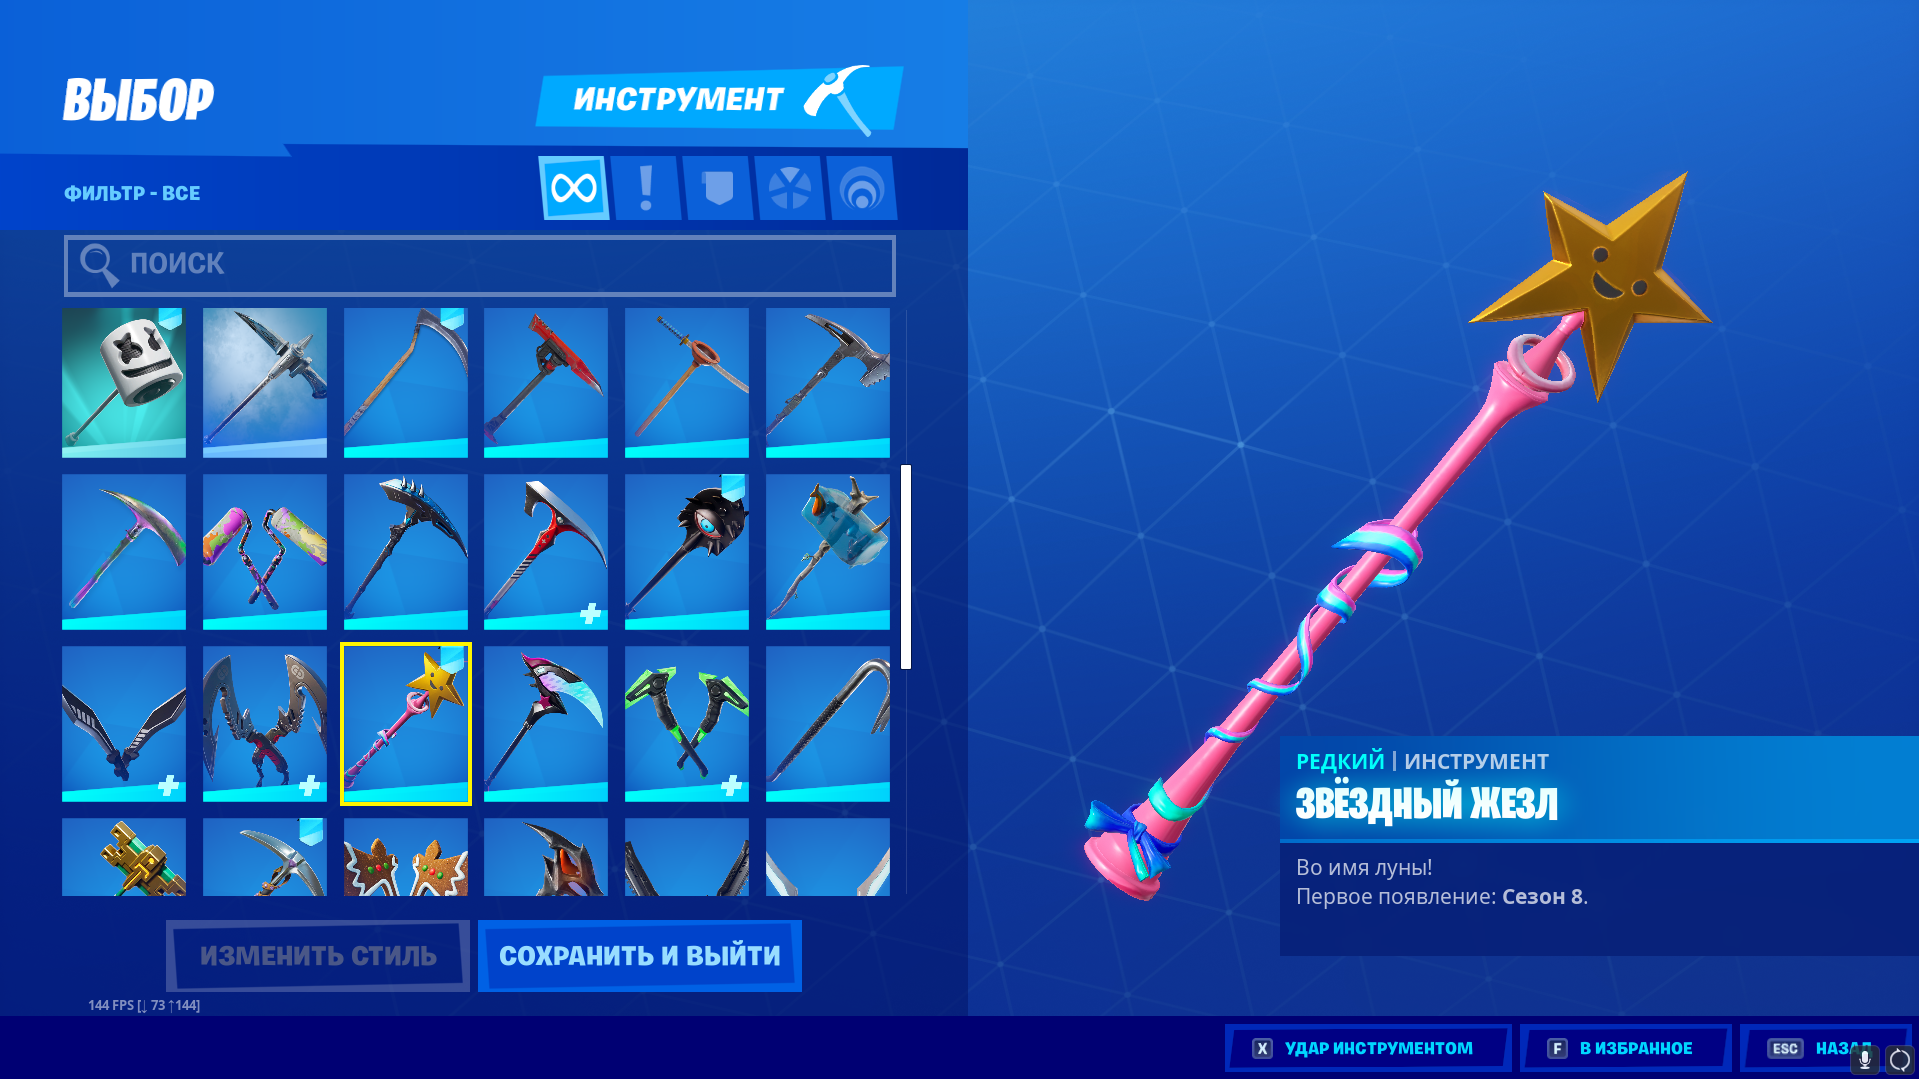 ВЫБОР
ИНСТРУМЕНТ
ФИЛЬТР - ВСЕ
ПОИСК
РЕДКИЙ | ИНСТРУМЕНТ
ЗВЁЗДНЫЙ ЖЕЗЛ
Во имя луны!
Первое появление: Сезон 8.
ИЗМЕНИТЬ СТИЛЬ
СОХРАНИТЬ И ВЫЙТИ
144 FPS [↓ 73 ↑144]
X УДАР ИНСТРУМЕНТОМ
F В ИЗБРАННОЕ
ESC НАЗАД